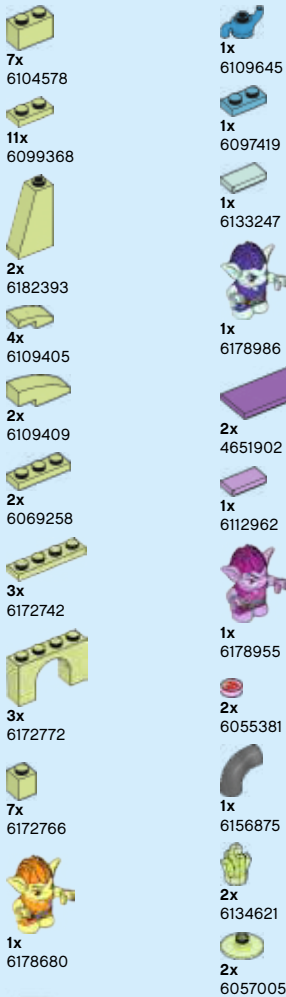 7x
6104578
11x
6099368
2x
6182393
4x
6109405
2x
6109409
2x
6069258
3x
6172742
3x
6172772
7x
6172766
1x
6178680
1x
6109645
1x
6097419
1x
6133247
1x
6178986
2x
4651902
1x
6112962
1x
6178955
2x
6055381
1x
6156875
2x
6134621
2x
6057005